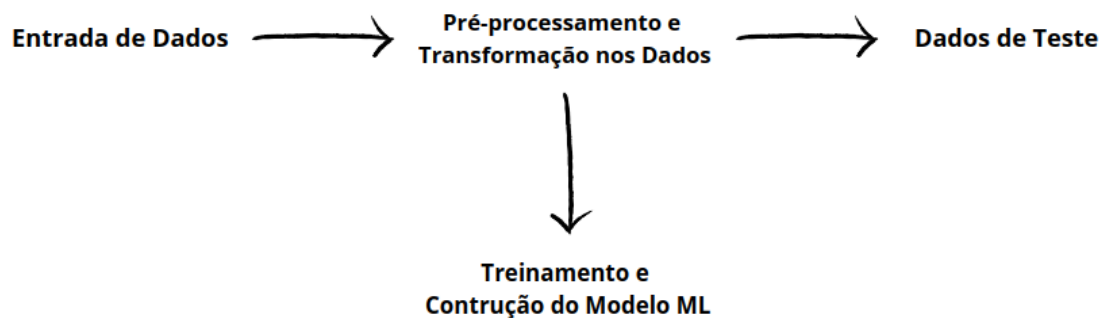 Entrada de Dados
Pré-processamento e
Transformação nos Dados
Dados de Teste
Treinamento e
Contrução do Modelo ML